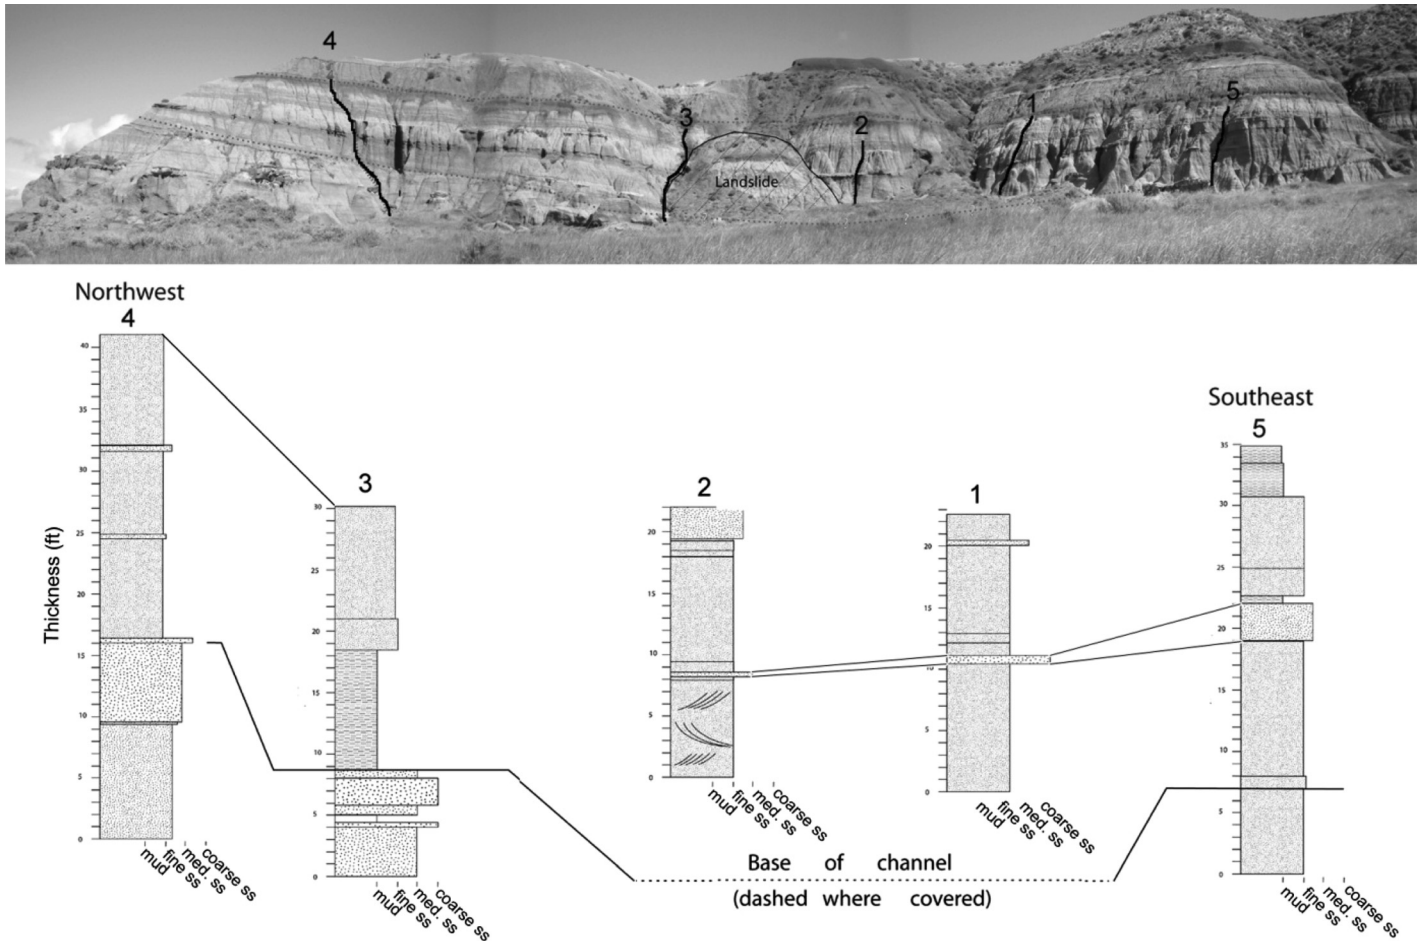 4
3
2
1
5
Landslide
Northwest
4
Thickness (ft)
40
35
30
25
20
15
10
5
0
mud
fine ss
med. ss
coarse ss
3
30
25
20
15
10
5
0
mud
fine ss
med. ss
coarse ss
2
20
15
10
5
0
mud
fine ss
med. ss
coarse ss
1
20
15
10
5
0
mud
fine ss
med. ss
coarse ss
Southeast
5
35
30
25
20
15
10
5
0
mud
fine ss
med. ss
coarse ss
Base of channel
(dashed where covered)